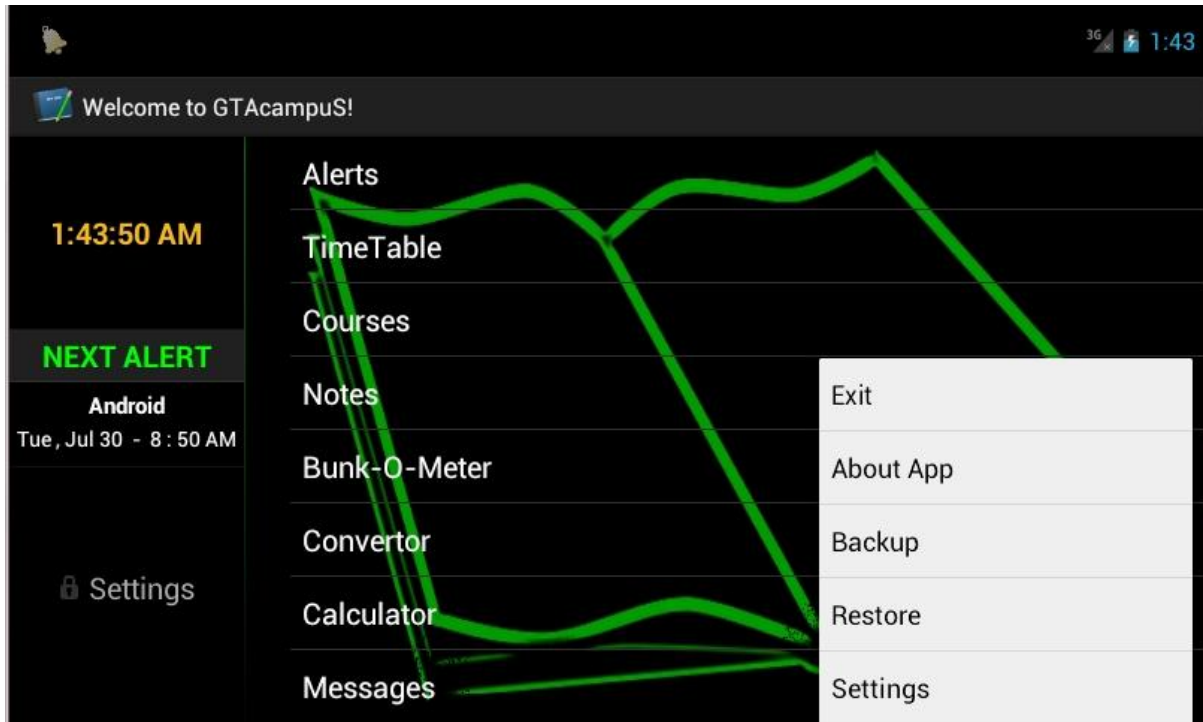 3G 1:43
Welcome to GTAcampuS!
1:43:50 AM
NEXT ALERT
Android
Tue, Jul 30 - 8 : 50 AM
Settings
Alerts
TimeTable
Courses
Notes
Bunk-O-Meter
Convertor
Calculator
Messages
Exit
About App
Backup
Restore
Settings